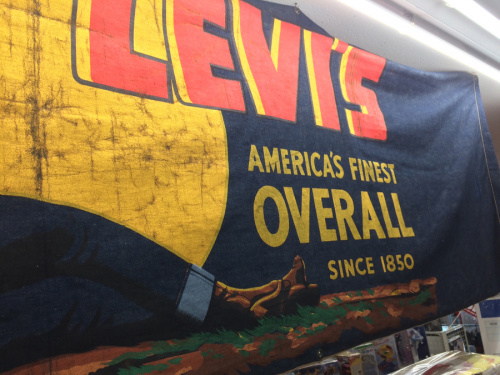 LEVI'S
AMERICA'S FINEST
OVERALL
SINCE 1850